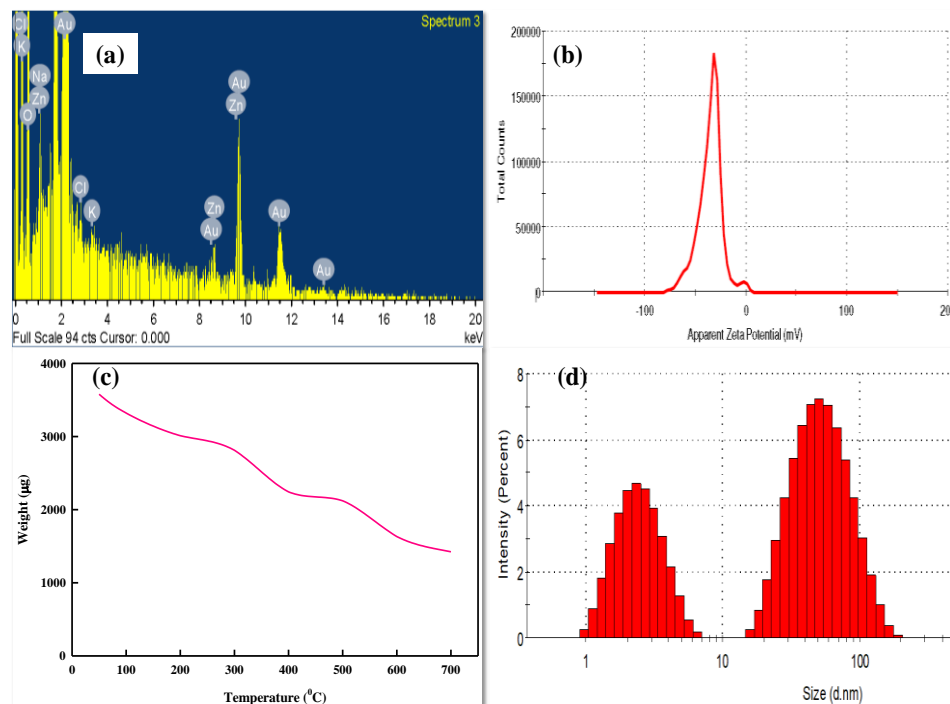 Spectrum 3
(a)
Cl
K
O
Na
Zn
Au
Cl
K
Zn
Au
Au
Zn
Au
Au
0 2 4 6 8 10 12 14 16 18 20
Full Scale 94 cts Cursor: 0.000 keV
(b)
Total Counts
200000
150000
100000
50000
0
-100 0 100 20
Apparent Zeta Potential (mV)
(c)
Weight (µg)
4000
3000
2000
1000
0
0 100 200 300 400 500 600 700
Temperature (⁰C)
(d)
Intensity (Percent)
8
6
4
2
0
1 10 100
Size (d.nm)